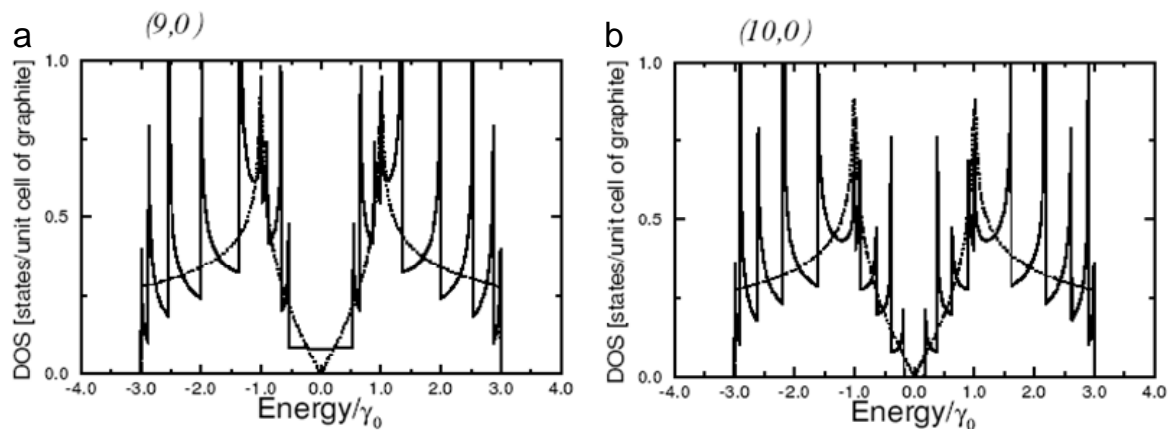 a
(9,0)
DOS [states/unit cell of graphite]
1.0
0.5
0.0
-4.0 -3.0 -2.0 -1.0 0.0 1.0 2.0 3.0 4.0
Energy/γ₀
b
(10,0)
DOS [states/unit cell of graphite]
1.0
0.5
0.0
-4.0 -3.0 -2.0 -1.0 0.0 1.0 2.0 3.0 4.0
Energy/γ₀